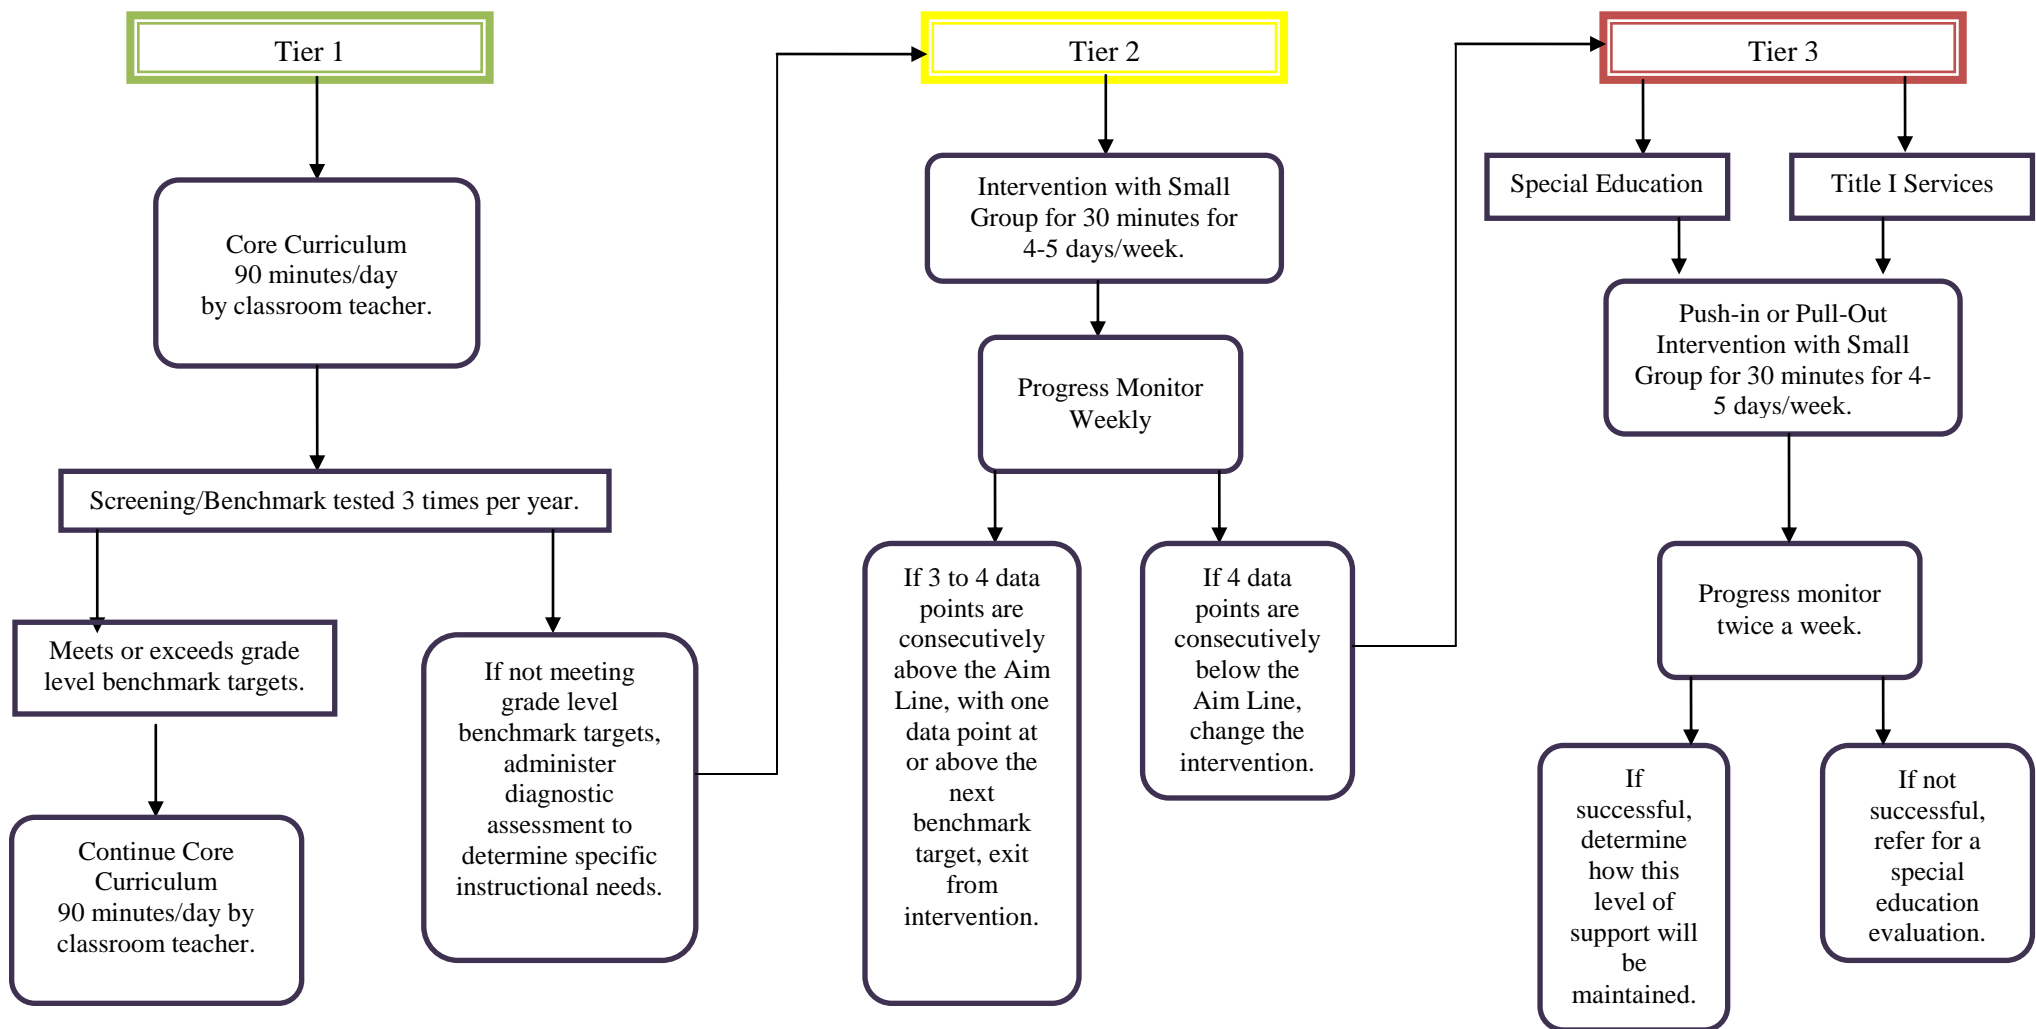 Tier 1
Core Curriculum
90 minutes/day
by classroom teacher.
Screening/Benchmark tested 3 times per year.
Meets or exceeds grade
level benchmark targets.
Continue Core
Curriculum
90 minutes/day by
classroom teacher.
If not meeting
grade level
benchmark targets,
administer
diagnostic
assessment to
determine specific
instructional needs.
Tier 2
Intervention with Small
Group for 30 minutes for
4-5 days/week.
Progress Monitor
Weekly
If 3 to 4 data
points are
consecutively
above the Aim
Line, with one
data point at
or above the
next
benchmark
target, exit
from
intervention.
If 4 data
points are
consecutively
below the
Aim Line,
change the
intervention.
Tier 3
Special Education
Title I Services
Push-in or Pull-Out
Intervention with Small
Group for 30 minutes for 4-
5 days/week.
Progress monitor
twice a week.
If
successful,
determine
how this
level of
support will
be
maintained.
If not
successful,
refer for a
special
education
evaluation.